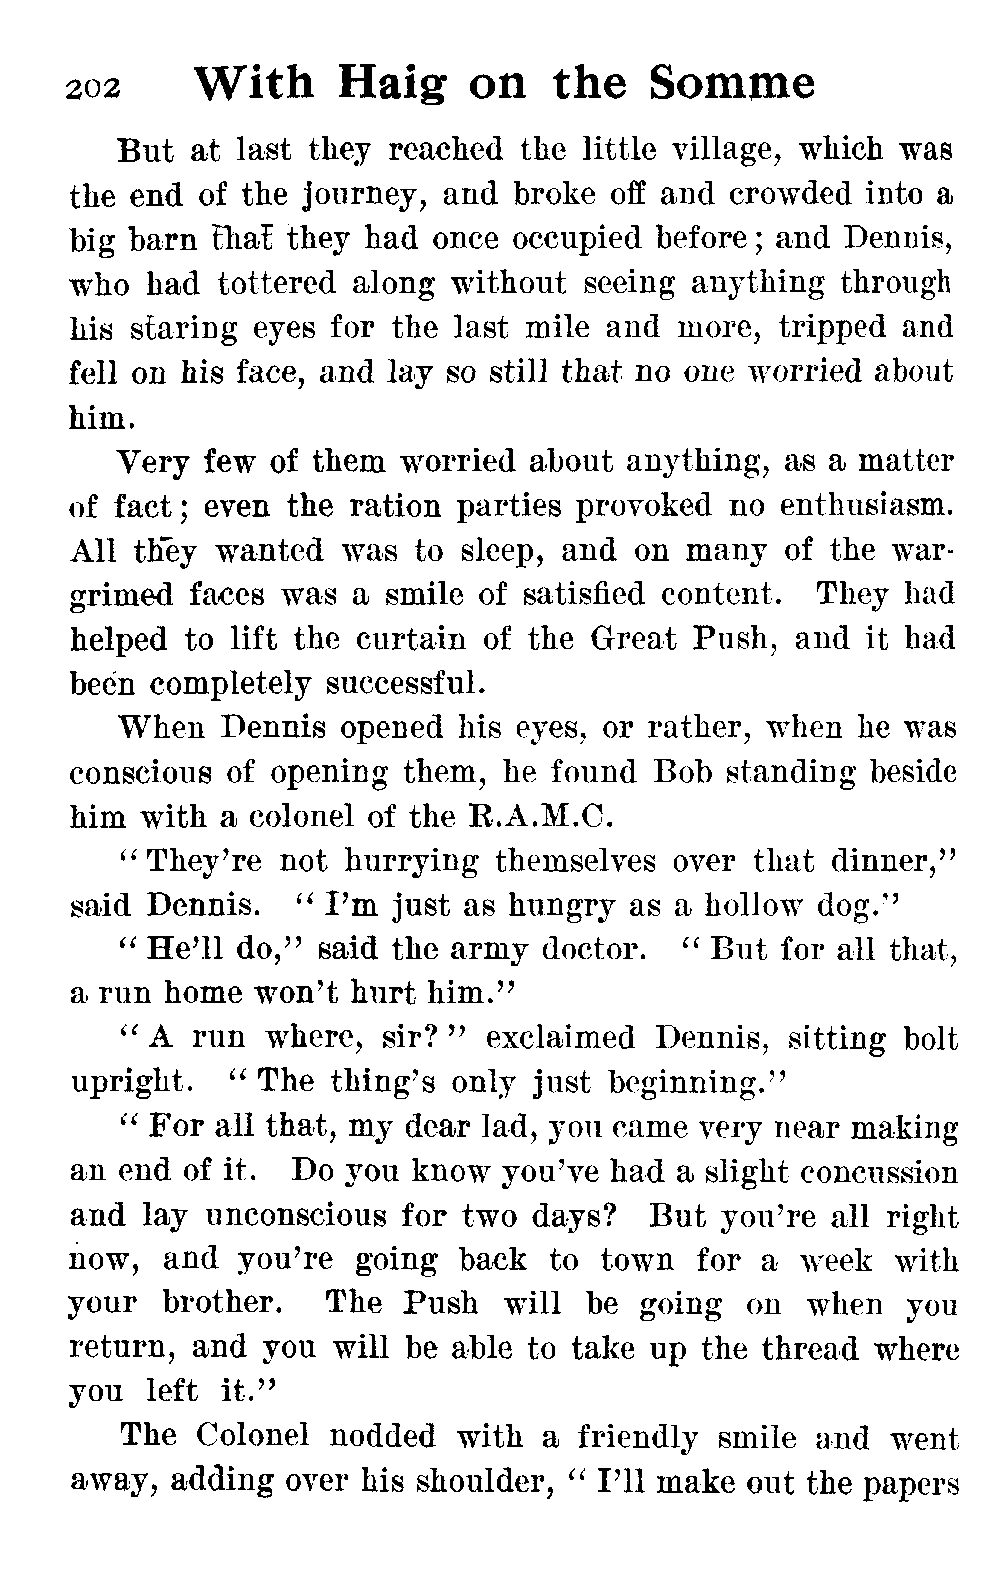 202 With Haig on the Somme
But at last they reached the little village, which was
the end of the journey, and broke off and crowded into a
big barn that they had once occupied before; and Dennis,
who had tottered along without seeing anything through
his staring eyes for the last mile and more, tripped and
fell on his face, and lay so still that no one worried about
him.
Very few of them worried about anything, as a matter
of fact; even the ration parties provoked no enthusiasm.
All they wanted was to sleep, and on many of the war-
grimed faces was a smile of satisfied content. They had
helped to lift the curtain of the Great Push, and it had
been completely successful.
When Dennis opened his eyes, or rather, when he was
conscious of opening them, he found Bob standing beside
him with a colonel of the R.A.M.C.
“They’re not hurrying themselves over that dinner,”
said Dennis. “I’m just as hungry as a hollow dog.”
“He’ll do,” said the army doctor. “But for all that,
a run home won’t hurt him.”
“A run where, sir?” exclaimed Dennis, sitting bolt
upright. “The thing’s only just beginning.”
“For all that, my dear lad, you came very near making
an end of it. Do you know you’ve had a slight concussion
and lay unconscious for two days? But you’re all right
now, and you’re going back to town for a week with
your brother. The Push will be going on when you
return, and you will be able to take up the thread where
you left it.”
The Colonel nodded with a friendly smile and went
away, adding over his shoulder, “I’ll make out the papers